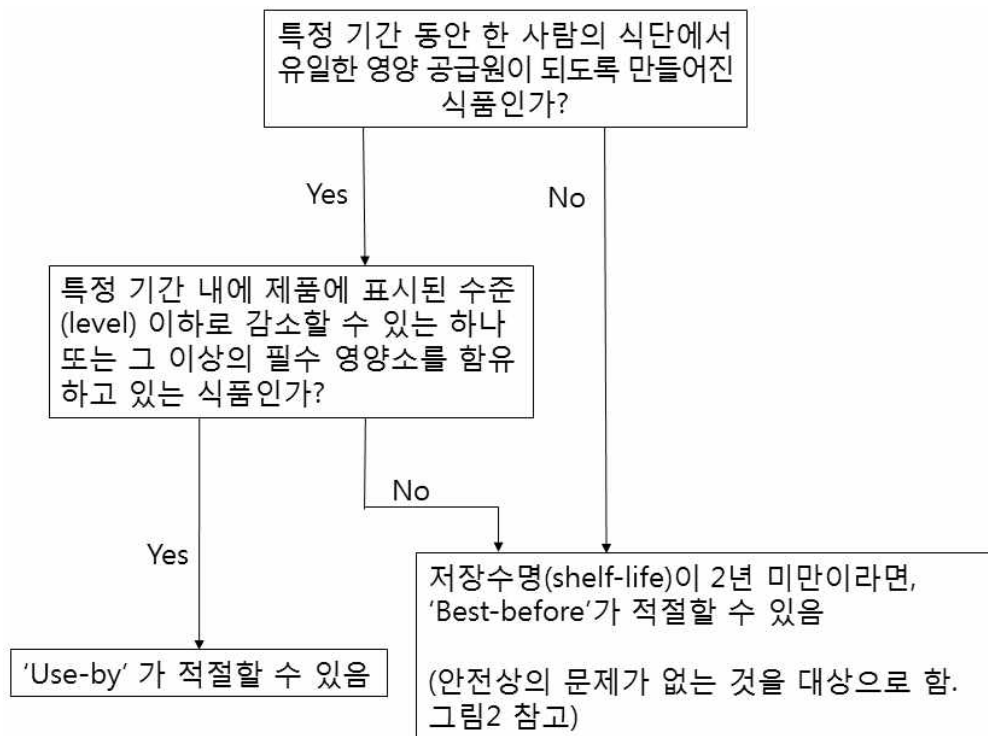 특정 기간 동안 한 사람의 식단에서
유일한 영양 공급원이 되도록 만들어진
식품인가?
Yes
No
특정 기간 내에 제품에 표시된 수준
(level) 이하로 감소할 수 있는 하나
또는 그 이상의 필수 영양소를 함유
하고 있는 식품인가?
No
Yes
저장수명(shelf-life)이 2년 미만이라면,
‘Best-before’가 적절할 수 있음
(안전상의 문제가 없는 것을 대상으로 함.
그림2 참고)
‘Use-by’ 가 적절할 수 있음